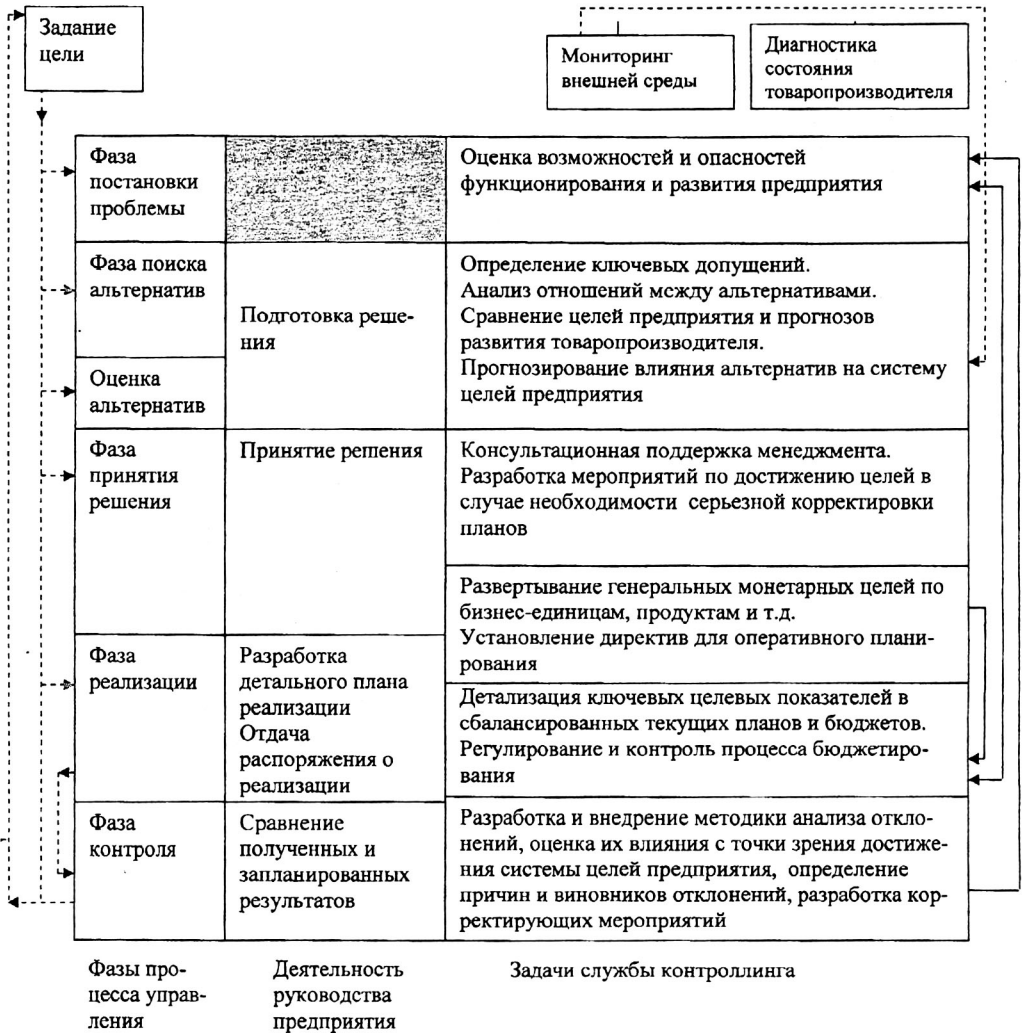 Задание
цели
Мониторинг
внешней среды
Диагностика
состояния
товаропроизводителя
Фаза
постановки
проблемы
Оценка возможностей и опасностей
функционирования и развития предприятия
Фаза поиска
альтернатив
Оценка
альтернатив
Подготовка реше-
ния
Определение ключевых допущений.
Анализ отношений между альтернативами.
Сравнение целей предприятия и прогнозов
развития товаропроизводителя.
Прогнозирование влияния альтернатив на систему
целей предприятия
Фаза
принятия
решения
Принятие решения
Консультационная поддержка менеджмента.
Разработка мероприятий по достижению целей в
случае необходимости серьезной корректировки
планов
Развертывание генеральных монетарных целей по
бизнес-единицам, продуктам и т.д.
Установление директив для оперативного плани-
рования
Фаза
реализации
Разработка
детального плана
реализации
Отдача
распоряжения о
реализации
Детализация ключевых целевых показателей в
сбалансированных текущих планов и бюджетов.
Регулирование и контроль процесса бюджетиро-
вания
Фаза
контроля
Сравнение
полученных и
запланированных
результатов
Разработка и внедрение методики анализа откло-
нений, оценка их влияния с точки зрения достиже-
ния системы целей предприятия, определение
причин и виновников отклонений, разработка кор-
ректирующих мероприятий
Фазы про-
цесса управ-
ления
Деятельность
руководства
предприятия
Задачи службы контроллинга